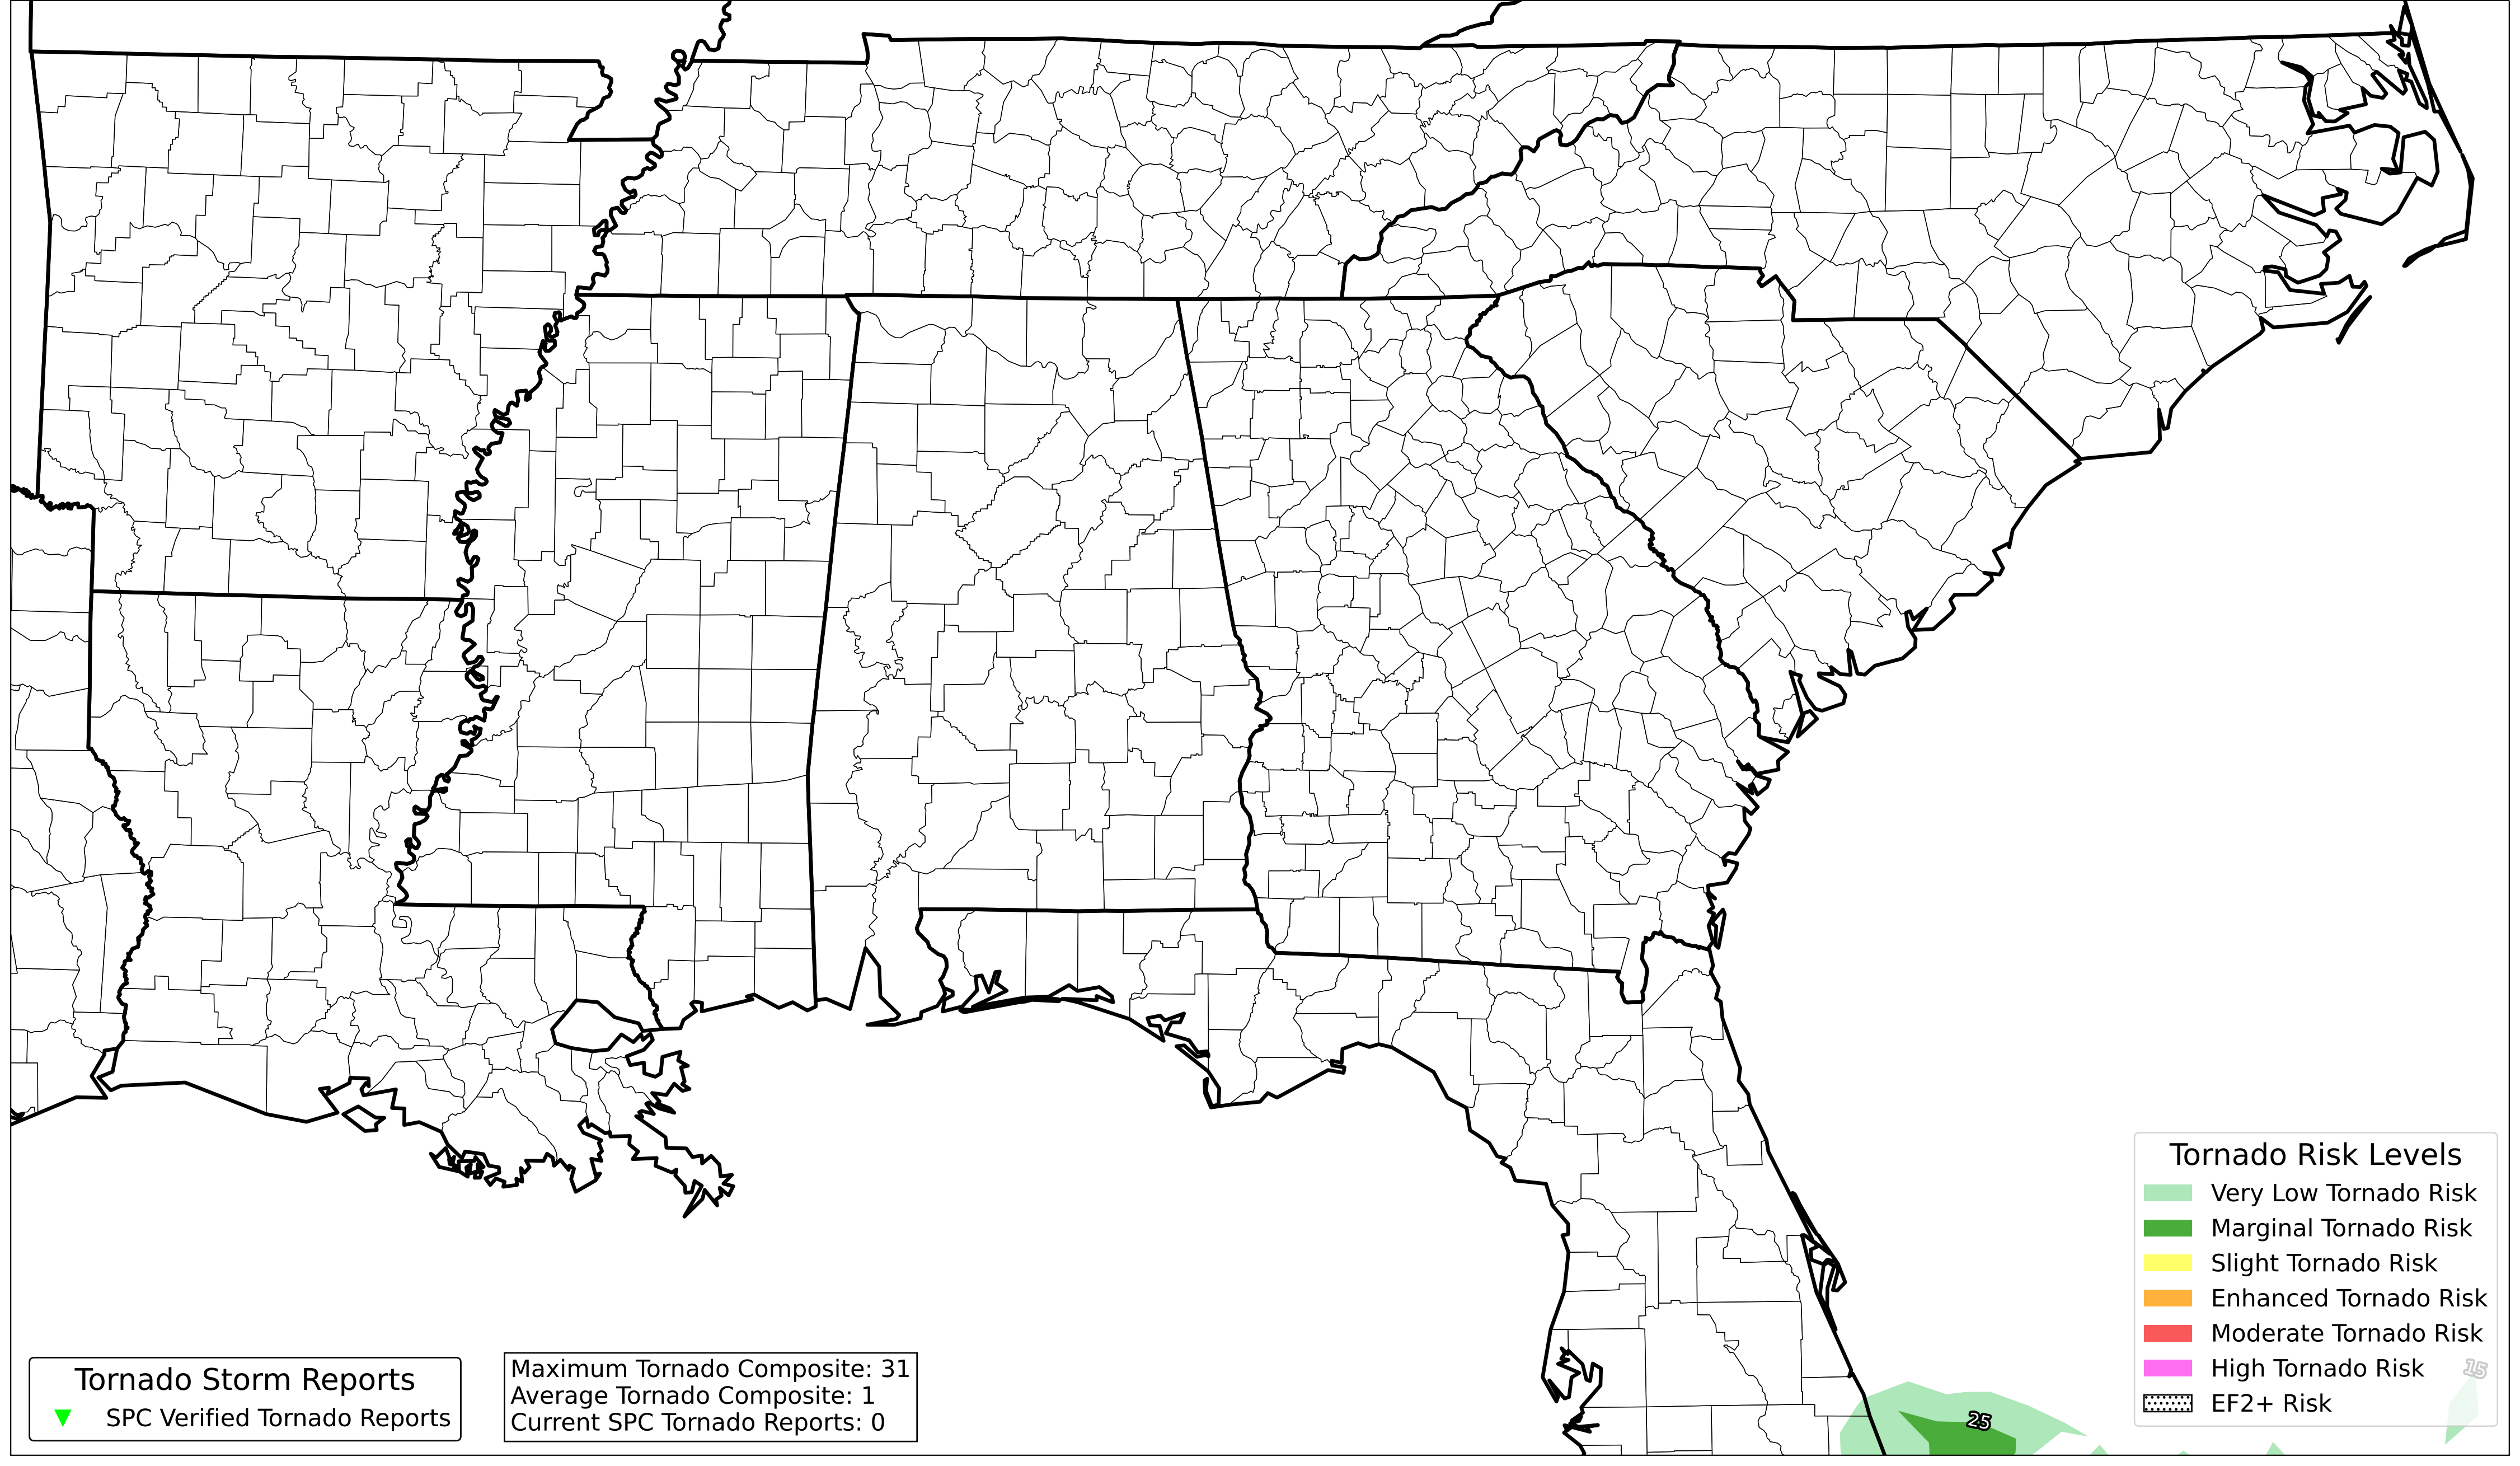 Tornado Storm Reports
SPC Verified Tornado Reports
Maximum Tornado Composite: 31
Average Tornado Composite: 1
Current SPC Tornado Reports: 0
25
Tornado Risk Levels
Very Low Tornado Risk
Marginal Tornado Risk
Slight Tornado Risk
Enhanced Tornado Risk
Moderate Tornado Risk
High Tornado Risk
EF2+ Risk
15